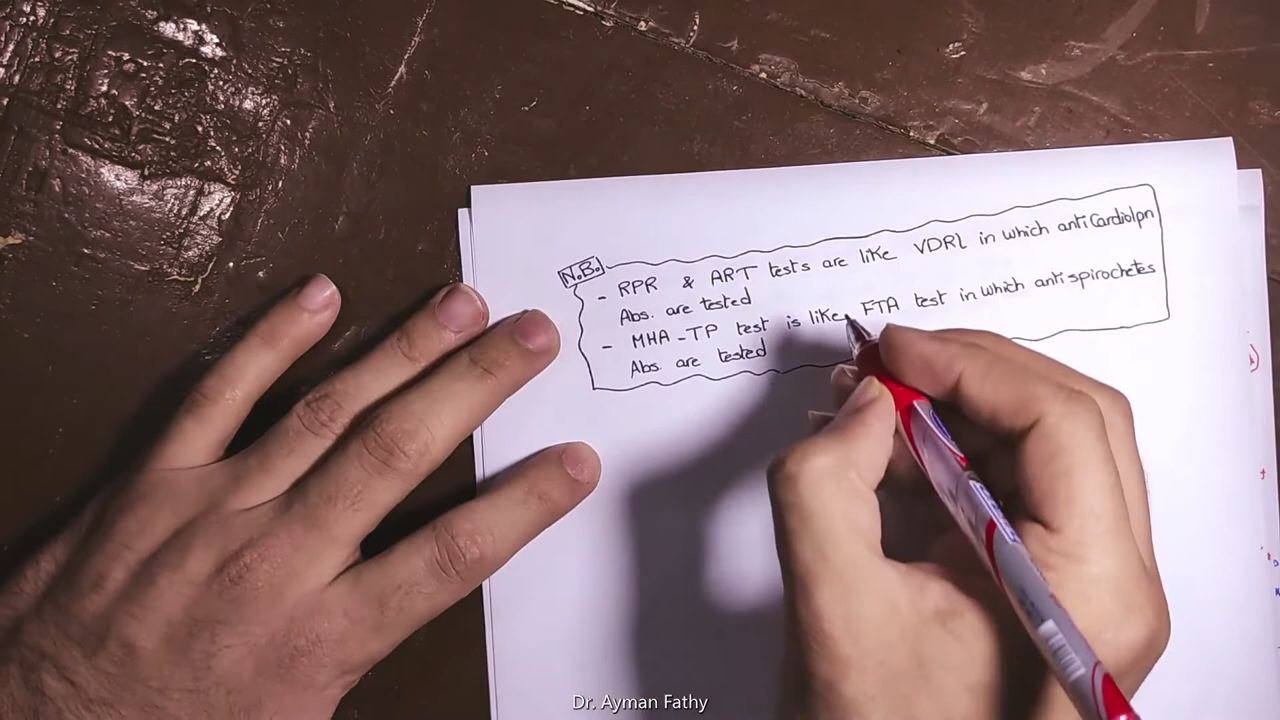 N.B.
- RPR & ART tests are like VDRL in which anti Cardiolpn
Abs. are tested
- MHA-TP test is like FTA test in which anti spirochetes
Abs. are tested
Dr. Ayman Fathy